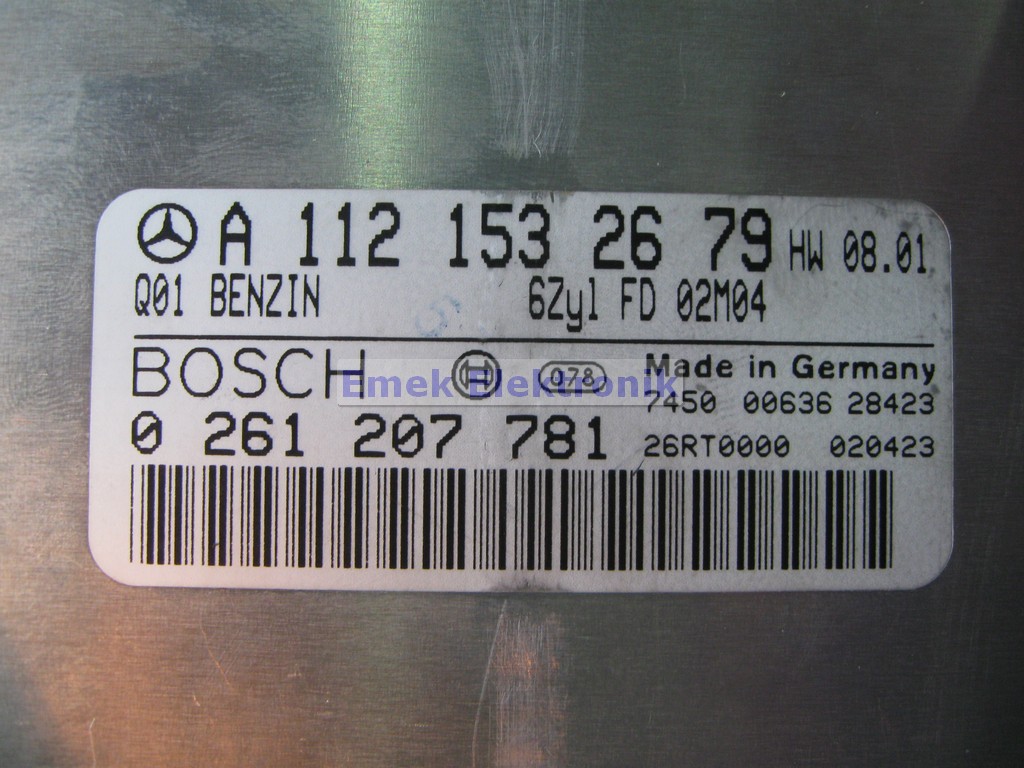 A 112 153 26 79 HW 08.01
Q01 BENZIN 6Zyl FD 02M04
BOSCH H 078 Made in Germany
Emek Elektronik
7450 00636 28423
0 261 207 781 26RT0000 020423